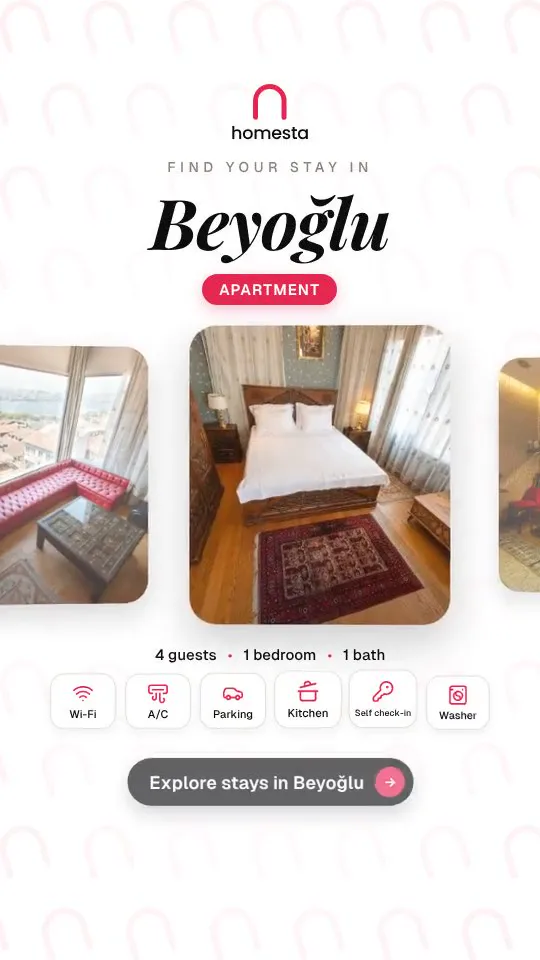 homesta
FIND YOUR STAY IN
Beyoğlu
APARTMENT
4 guests • 1 bedroom • 1 bath
Wi-Fi
A/C
Parking
Kitchen
Self check-in
Washer
Explore stays in Beyoğlu